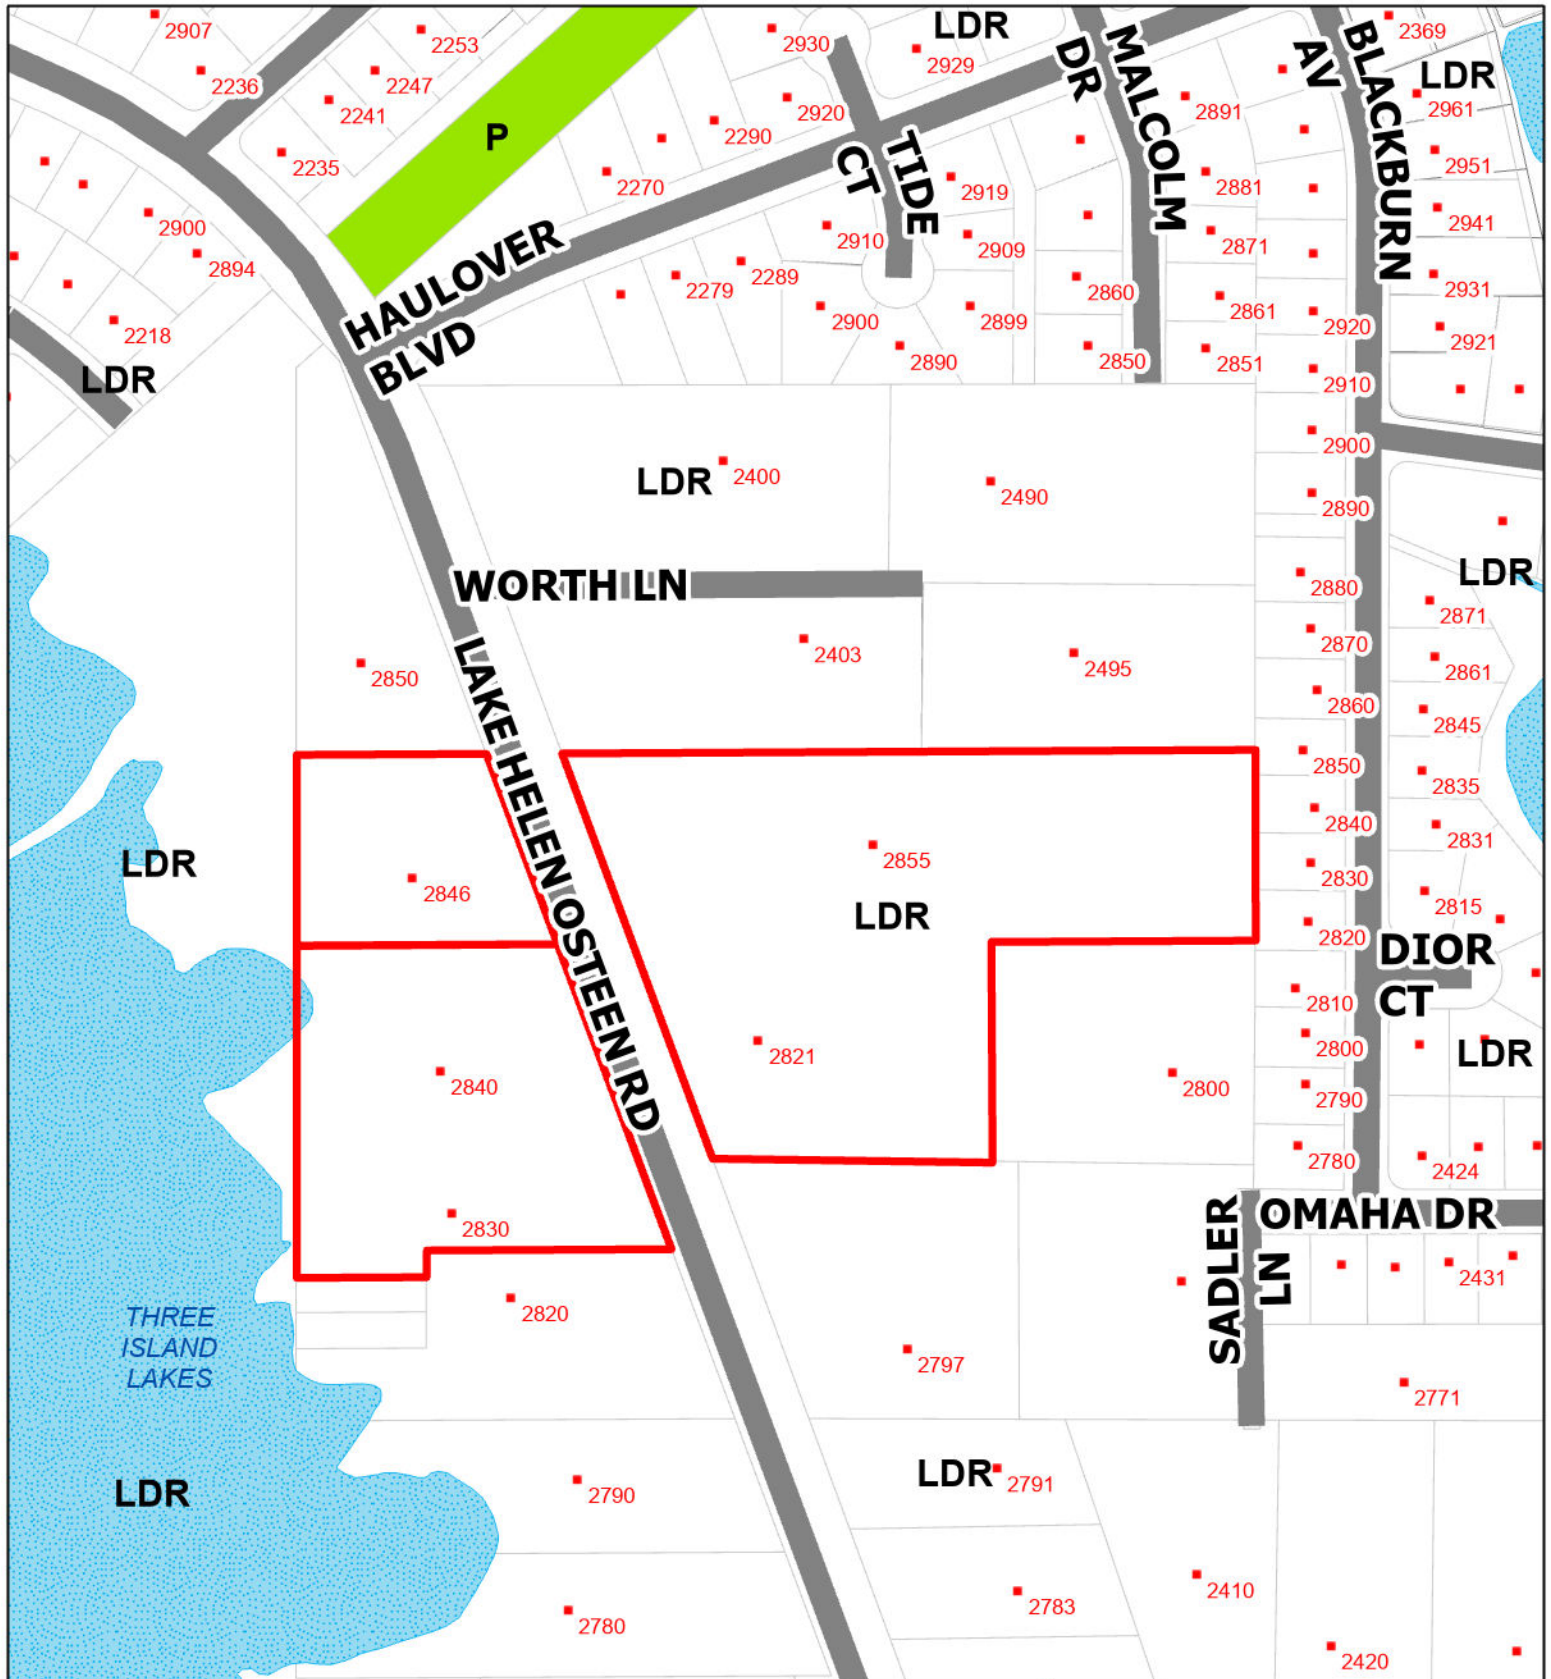 2907
2253
2930
LDR
2929
2369
2236
2247
LDR
2241
2920
2891
2961
P
2290
2235
2951
MALCOLM
DR
BLACKBURN
AV
2270
TIDE
CT
2919
2881
2900
2910
2909
2941
2871
HAULOVER
BLVD
2894
2279
2289
2860
2931
2218
2900
2899
2861
2920
2921
LDR
2890
2850
2851
2910
LDR
2400
2490
2900
2890
WORTH LN
2880
LDR
2871
2403
2495
2870
2861
2850
2860
2845
LAKE HELEN OSTEEN RD
2850
2835
2840
2831
LDR
2846
2855
2830
LDR
2815
2820
DIOR
CT
2810
2821
2800
LDR
2840
2800
2790
2780
2424
2830
SADLER
LN
OMAHA DR
THREE
ISLAND
LAKES
2820
2431
2797
2771
LDR
2790
LDR
2791
2783
2410
2780
2420